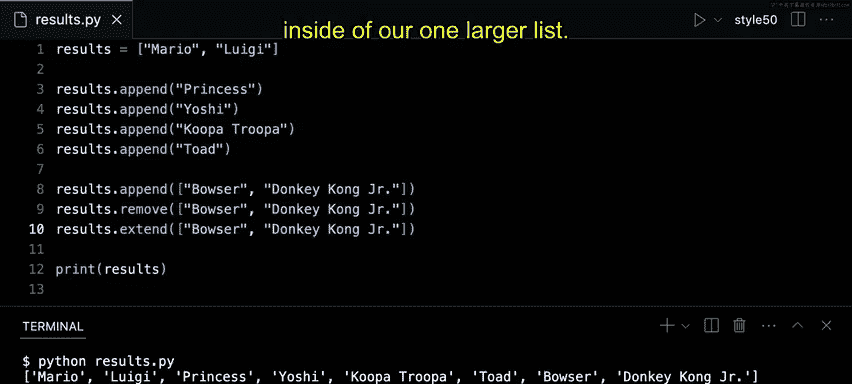 results.py
style50
inside of our one larger list.
1 results = ["Mario", "Luigi"]
2
3 results.append("Princess")
4 results.append("Yoshi")
5 results.append("Koopa Troopa")
6 results.append("Toad")
7
8 results.append(["Bowser", "Donkey Kong Jr."])
9 results.remove(["Bowser", "Donkey Kong Jr."])
10 results.extend(["Bowser", "Donkey Kong Jr."])
11
12 print(results)
13
TERMINAL
$ python results.py
['Mario', 'Luigi', 'Princess', 'Yoshi', 'Koopa Troopa', 'Toad', 'Bowser', 'Donkey Kong Jr.']